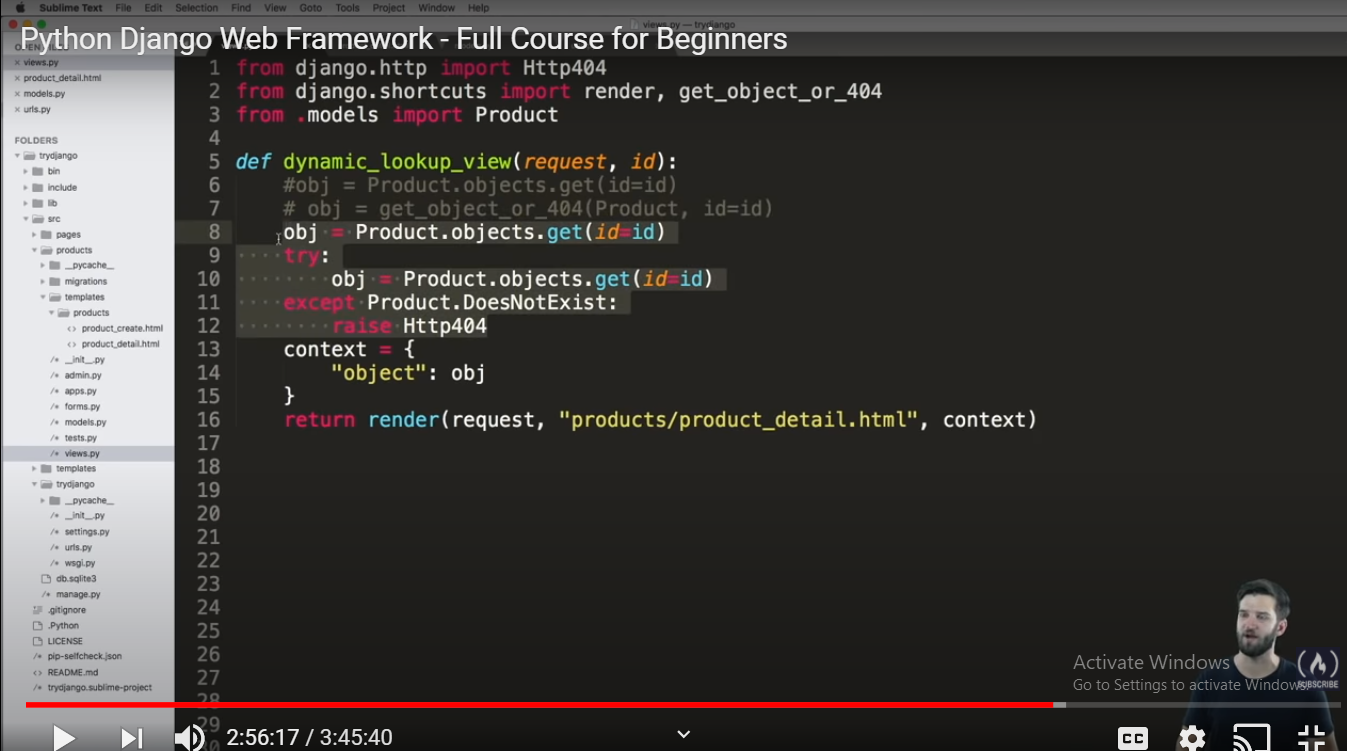 Sublime Text File Edit Selection Find View Goto Tools Project Window Help
views.py — trydjango
Python Django Web Framework - Full Course for Beginners
views.py
product_detail.html
models.py
urls.py
FOLDERS
trydjango
bin
include
lib
src
pages
products
__pycache__
migrations
templates
products
product_create.html
product_detail.html
__init__.py
admin.py
apps.py
forms.py
models.py
tests.py
views.py
templates
trydjango
__pycache__
__init__.py
settings.py
urls.py
wsgi.py
db.sqlite3
manage.py
.gitignore
.Python
LICENSE
pip-selfcheck.json
README.md
trydjango.sublime-project
1 from django.http import Http404
2 from django.shortcuts import render, get_object_or_404
3 from .models import Product
4
5 def dynamic_lookup_view(request, id):
6 #obj = Product.objects.get(id=id)
7 # obj = get_object_or_404(Product, id=id)
8 obj = Product.objects.get(id=id)
9 try:
10 obj = Product.objects.get(id=id)
11 except Product.DoesNotExist:
12 raise Http404
13 context = {
14 "object": obj
15 }
16 return render(request, "products/product_detail.html", context)
17
18
19
20
21
22
23
24
25
26
27
28
29
Activate Windows
Go to Settings to activate Windows.
SUBSCRIBE
2:56:17 / 3:45:40
CC